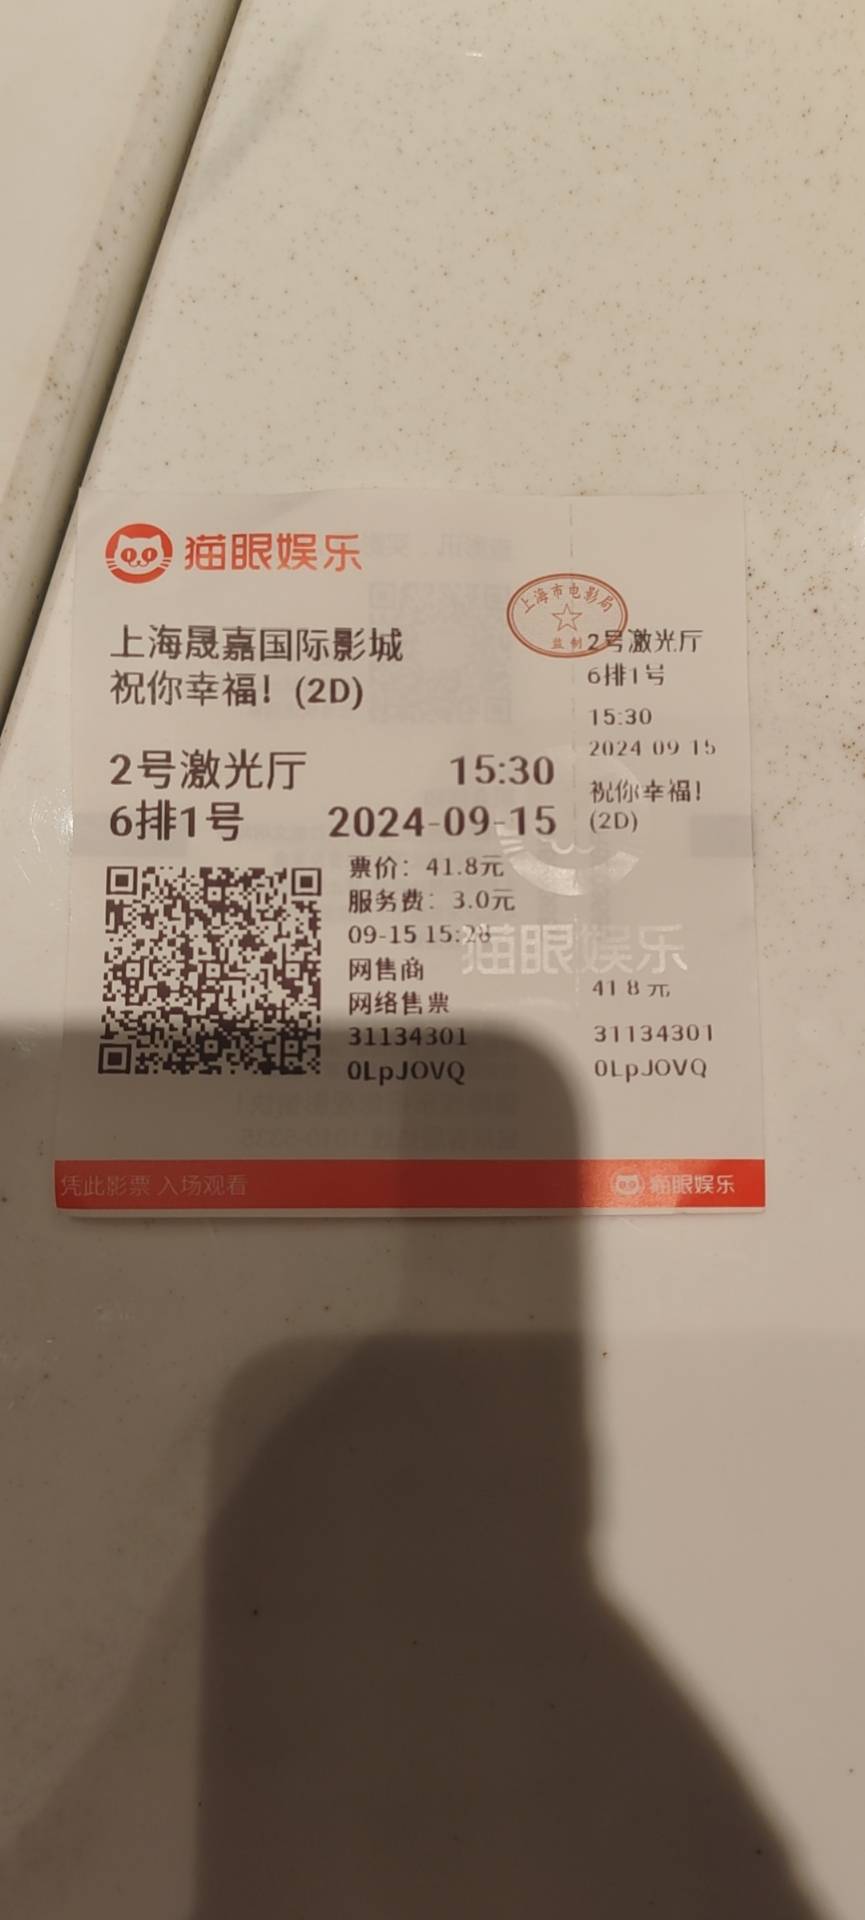 猫眼娱乐
上海晟嘉国际影城
祝你幸福！(2D)
2号激光厅 15:30
6排1号 2024-09-15
票价：41.8元
服务费：3.0元
09-15 15:28
网售商
网络售票
31134301
0LpJOVQ
上海市电影局
监制
2号激光厅
6排1号
15:30
2024 09 15
祝你幸福！
(2D)
猫眼娱乐
41 8 元
31134301
0LpJOVQ
凭此影票 入场观看
猫眼娱乐